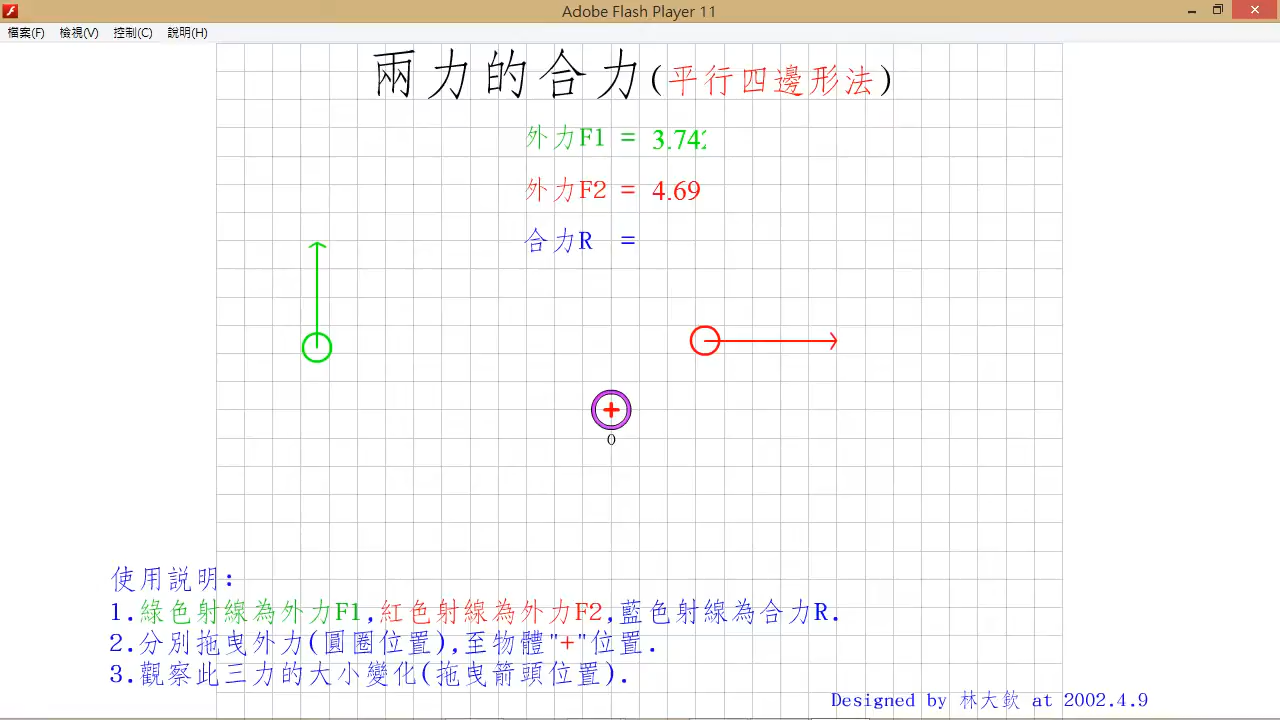 Adobe Flash Player 11
檔案(F) 檢視(V) 控制(C) 說明(H)
兩力的合力(平行四邊形法)
外力F1 = 3.742
外力F2 = 4.69
合力R =
0
使用說明:
1.綠色射線為外力F1,紅色射線為外力F2,藍色射線為合力R.
2.分別拖曳外力(圓圈位置),至物體"+"位置.
3.觀察此三力的大小變化(拖曳箭頭位置).
Designed by 林大欽 at 2002.4.9